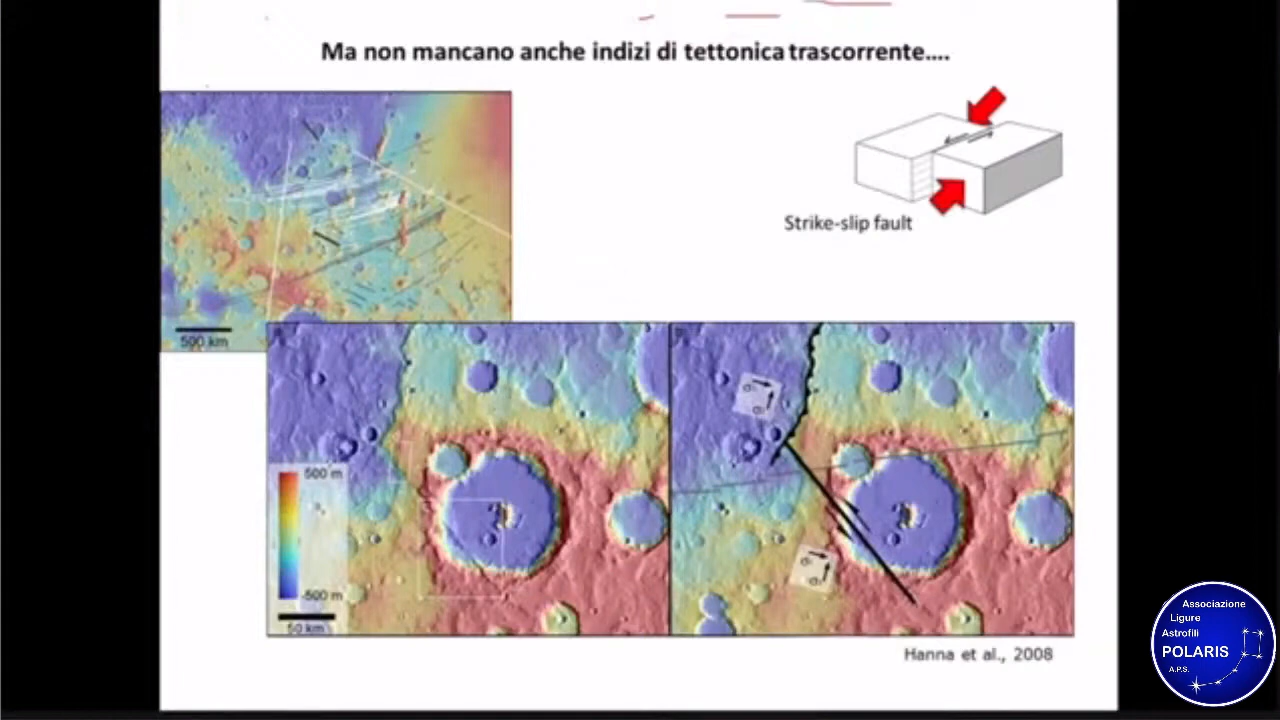 Ma non mancano anche indizi di tettonica trascorrente....
Strike-slip fault
500 km
500 m
-500 m
50 km
Hanna et al., 2008
Associazione
Ligure
Astrofili
POLARIS
A.P.S.